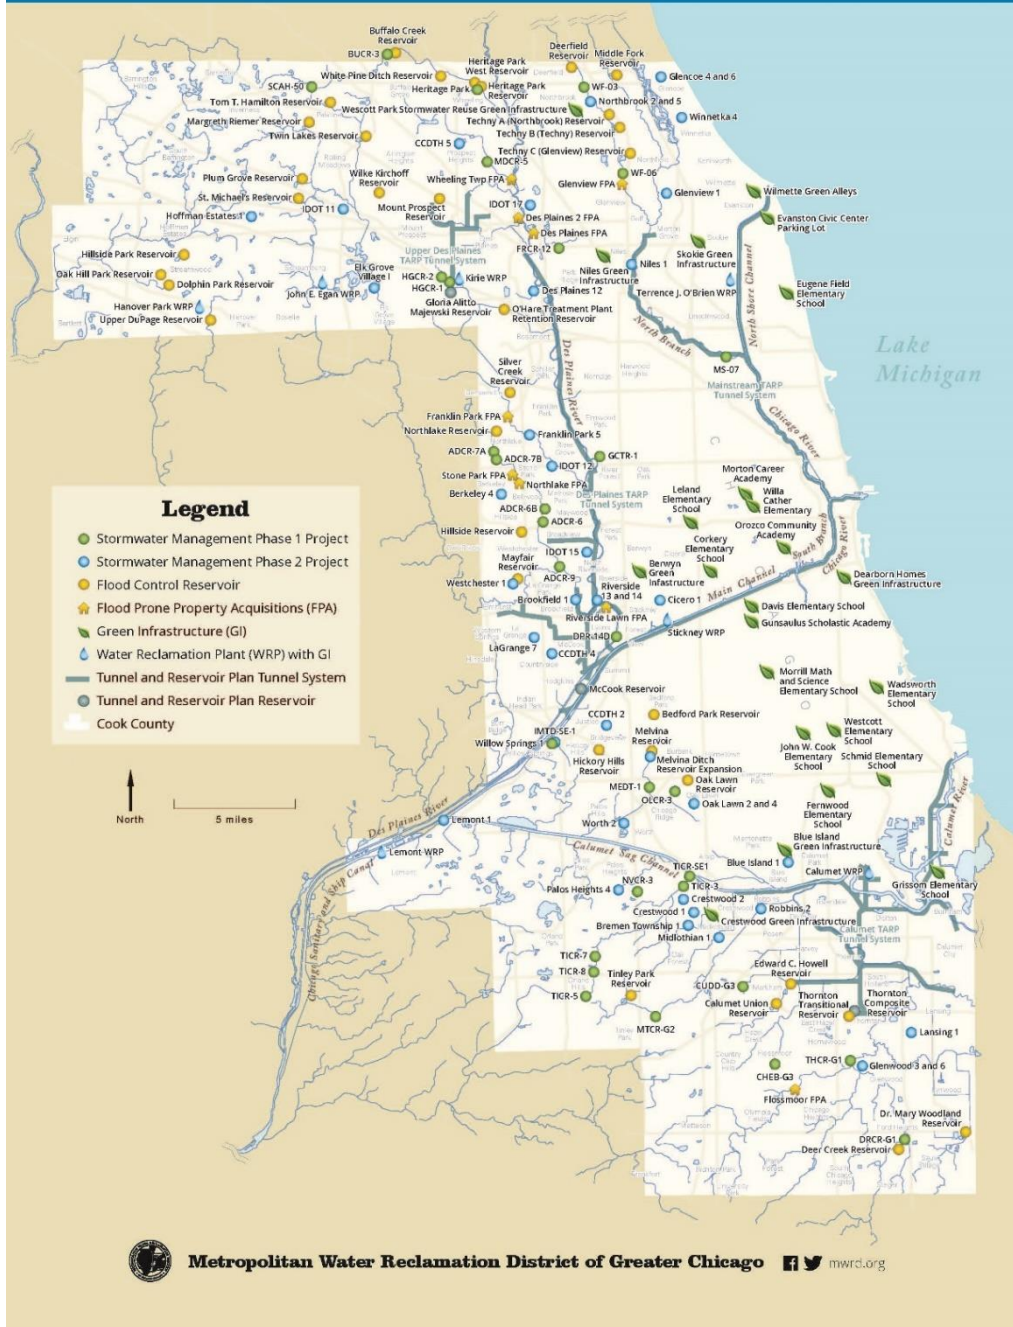 Buffalo Creek
Reservoir
BUCR-3
Deerfield
Reservoir
Middle Fork
Reservoir
White Pine Ditch Reservoir
Heritage Park
West Reservoir
Glencoe 4 and 6
SCAH-50
Heritage Park
Heritage Park
Reservoir
WF-03
Tom T. Hamilton Reservoir
Northbrook 2 and 5
Wescott Park Stormwater Reuse Green Infrastructure
Margreth Riemer Reservoir
Techny A (Northbrook) Reservoir
Winnetka 4
Twin Lakes Reservoir
Techny B (Techny) Reservoir
CCDTH 5
Techny C (Glenview) Reservoir
MDCR-5
WF-06
Plum Grove Reservoir
Wilke Kirchoff
Reservoir
Wheeling Twp FPA
Glenview FPA
Glenview 1
Wilmette Green Alleys
St. Michael's Reservoir
IDOT 11
Mount Prospect
Reservoir
IDOT 17
Hoffman Estates 1
Des Plaines 2 FPA
Evanston Civic Center
Parking Lot
Des Plaines FPA
FRCR-12
Upper Des Plaines
TARP Tunnel System
Skokie Green
Infrastructure
Hillside Park Reservoir
Niles 1
Niles Green
Infrastructure
Oak Hill Park Reservoir
Elk Grove
Village I
HGCR-2
Kirie WRP
HGCR-1
Dolphin Park Reservoir
John E. Egan WRP
Des Plaines 12
Terrence J. O'Brien WRP
Eugene Field
Elementary
School
Hanover Park WRP
Gloria Alitto
Majewski Reservoir
O'Hare Treatment Plant
Retention Reservoir
Upper DuPage Reservoir
North Shore Channel
North Branch
Des Plaines River
Lake
Michigan
MS-07
Silver
Creek
Reservoir
Mainstream TARP
Tunnel System
Franklin Park FPA
Chicago River
Northlake Reservoir
Franklin Park 5
ADCR-7A
ADCR-7B
IDOT 12
GCTR-1
Stone Park FPA
Northlake FPA
Morton Career
Academy
Berkeley 4
Des Plaines TARP
Tunnel System
Leland
Elementary
School
Willa
Cather
Elementary
ADCR-6B
ADCR-6
Hillside Reservoir
Orozco Community
Academy
Corkery
Elementary
School
South Branch
Chicago River
IDOT 15
Mayfair
Reservoir
ADCR-9
Berwyn
Green
Infastructure
Westchester 1
Riverside
13 and 14
Main Channel
Dearborn Homes
Green Infrastructure
Brookfield 1
Cicero 1
Davis Elementary School
Riverside Lawn FPA
Stickney WRP
Gunsaulus Scholastic Academy
LaGrange 7
DPR-14D
CCDTH 4
Morrill Math
and Science
Elementary School
McCook Reservoir
Wadsworth
Elementary
School
CCDTH 2
Bedford Park Reservoir
IMTD-SE-1
Melvina
Reservoir
Westcott
Elementary
School
Willow Springs 1
Hickory Hills
Reservoir
Melvina Ditch
Reservoir Expansion
John W. Cook
Elementary
School
Schmid Elementary
School
MEDT-1
Oak Lawn
Reservoir
OLCR-3
Oak Lawn 2 and 4
Fernwood
Elementary
School
Des Plaines River
Lemont 1
Worth 2
Calumet River
Calumet Sag Channel
Blue Island
Green Infrastructure
Lemont WRP
Blue Island 1
TICR-SE1
Calumet WRP
Palos Heights 4
NVCR-3
TICR-3
Grissom Elementary
School
Crestwood 2
Crestwood 1
Robbins 2
Crestwood Green Infrastructure
Bremen Township 1
Midlothian 1
Calumet TARP
Tunnel System
Chicago Sanitary and Ship Canal
TICR-7
TICR-8
Tinley Park
Reservoir
Edward C. Howell
Reservoir
TICR-5
CUDD-G3
Calumet Union
Reservoir
Thornton
Transitional
Reservoir
Thornton
Composite
Reservoir
MTCR-G2
Lansing 1
THCR-G1
Glenwood 3 and 6
CHEB-G3
Flossmoor FPA
Dr. Mary Woodland
Reservoir
DRCR-G1
Deer Creek Reservoir
Legend
Stormwater Management Phase 1 Project
Stormwater Management Phase 2 Project
Flood Control Reservoir
Flood Prone Property Acquisitions (FPA)
Green Infrastructure (GI)
Water Reclamation Plant (WRP) with GI
Tunnel and Reservoir Plan Tunnel System
Tunnel and Reservoir Plan Reservoir
Cook County
North
5 miles
Metropolitan Water Reclamation District of Greater Chicago
mwrd.org